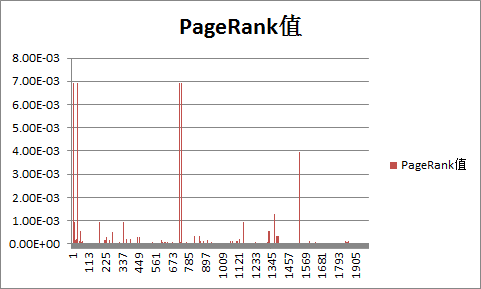 PageRank值
8.00E-03
7.00E-03
6.00E-03
5.00E-03
4.00E-03
3.00E-03
2.00E-03
1.00E-03
0.00E+00
PageRank值
1
113
225
337
449
561
673
785
897
1009
1121
1233
1345
1457
1569
1681
1793
1905